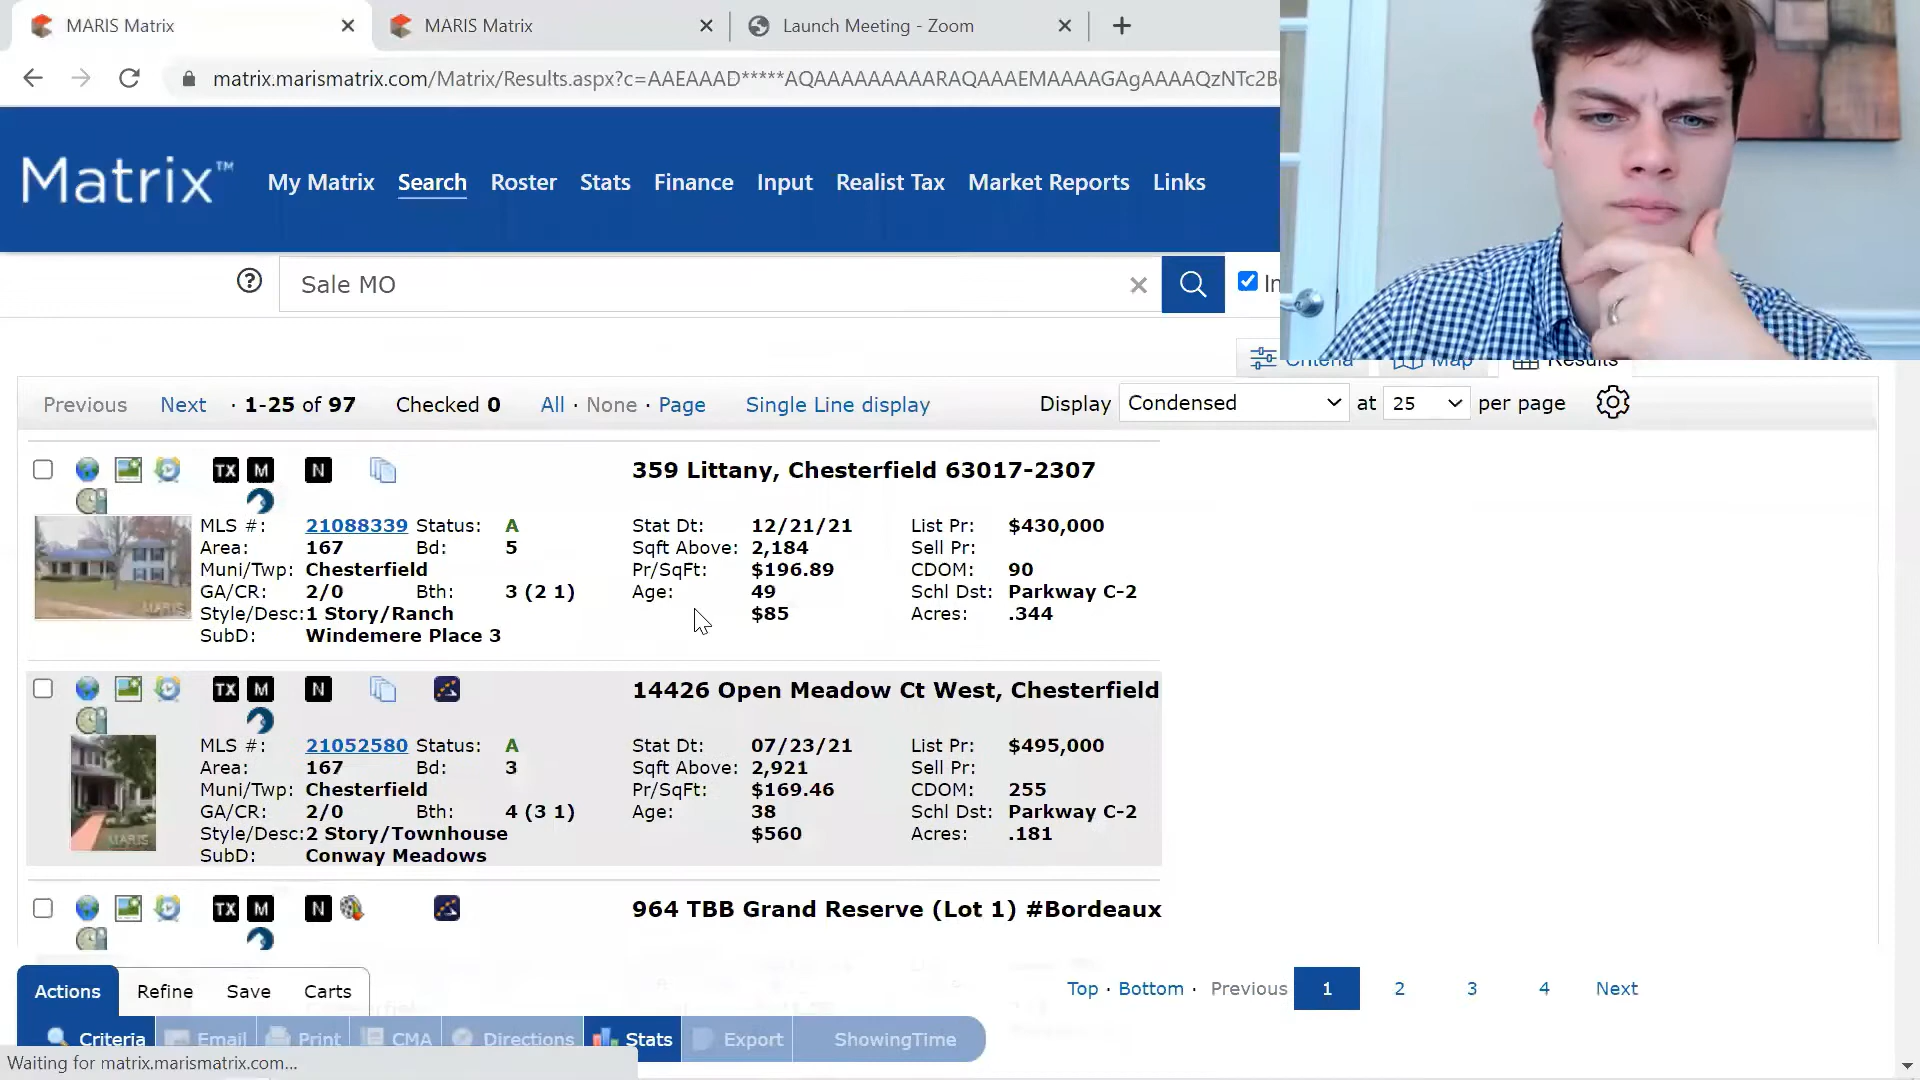 MARIS Matrix
MARIS Matrix
Launch Meeting - Zoom
matrix.marismatrix.com/Matrix/Results.aspx?c=AAEAAAD*****AQAAAAAAAAARAQAAAEMAAAAGAgAAAAQzNTc2B
Matrix™ My Matrix Search Roster Stats Finance Input Realist Tax Market Reports Links
Sale MO
In
Criteria Map Results
Previous Next · 1-25 of 97 Checked 0 All · None · Page Single Line display Display Condensed at 25 per page
TX M N 359 Littany, Chesterfield 63017-2307
MLS #: 21088339 Status: A Stat Dt: 12/21/21 List Pr: $430,000
Area: 167 Bd: 5 Sqft Above: 2,184 Sell Pr:
Muni/Twp: Chesterfield Pr/SqFt: $196.89 CDOM: 90
GA/CR: 2/0 Bth: 3 (2 1) Age: 49 Schl Dst: Parkway C-2
Style/Desc: 1 Story/Ranch $85 Acres: .344
SubD: Windemere Place 3
MARIS
TX M N 14426 Open Meadow Ct West, Chesterfield
MLS #: 21052580 Status: A Stat Dt: 07/23/21 List Pr: $495,000
Area: 167 Bd: 3 Sqft Above: 2,921 Sell Pr:
Muni/Twp: Chesterfield Pr/SqFt: $169.46 CDOM: 255
GA/CR: 2/0 Bth: 4 (3 1) Age: 38 Schl Dst: Parkway C-2
Style/Desc: 2 Story/Townhouse $560 Acres: .181
SubD: Conway Meadows
MARIS
TX M N 964 TBB Grand Reserve (Lot 1) #Bordeaux
Actions Refine Save Carts Top · Bottom · Previous 1 2 3 4 Next
Criteria Email Print CMA Directions Stats Export ShowingTime
Waiting for matrix.marismatrix.com...